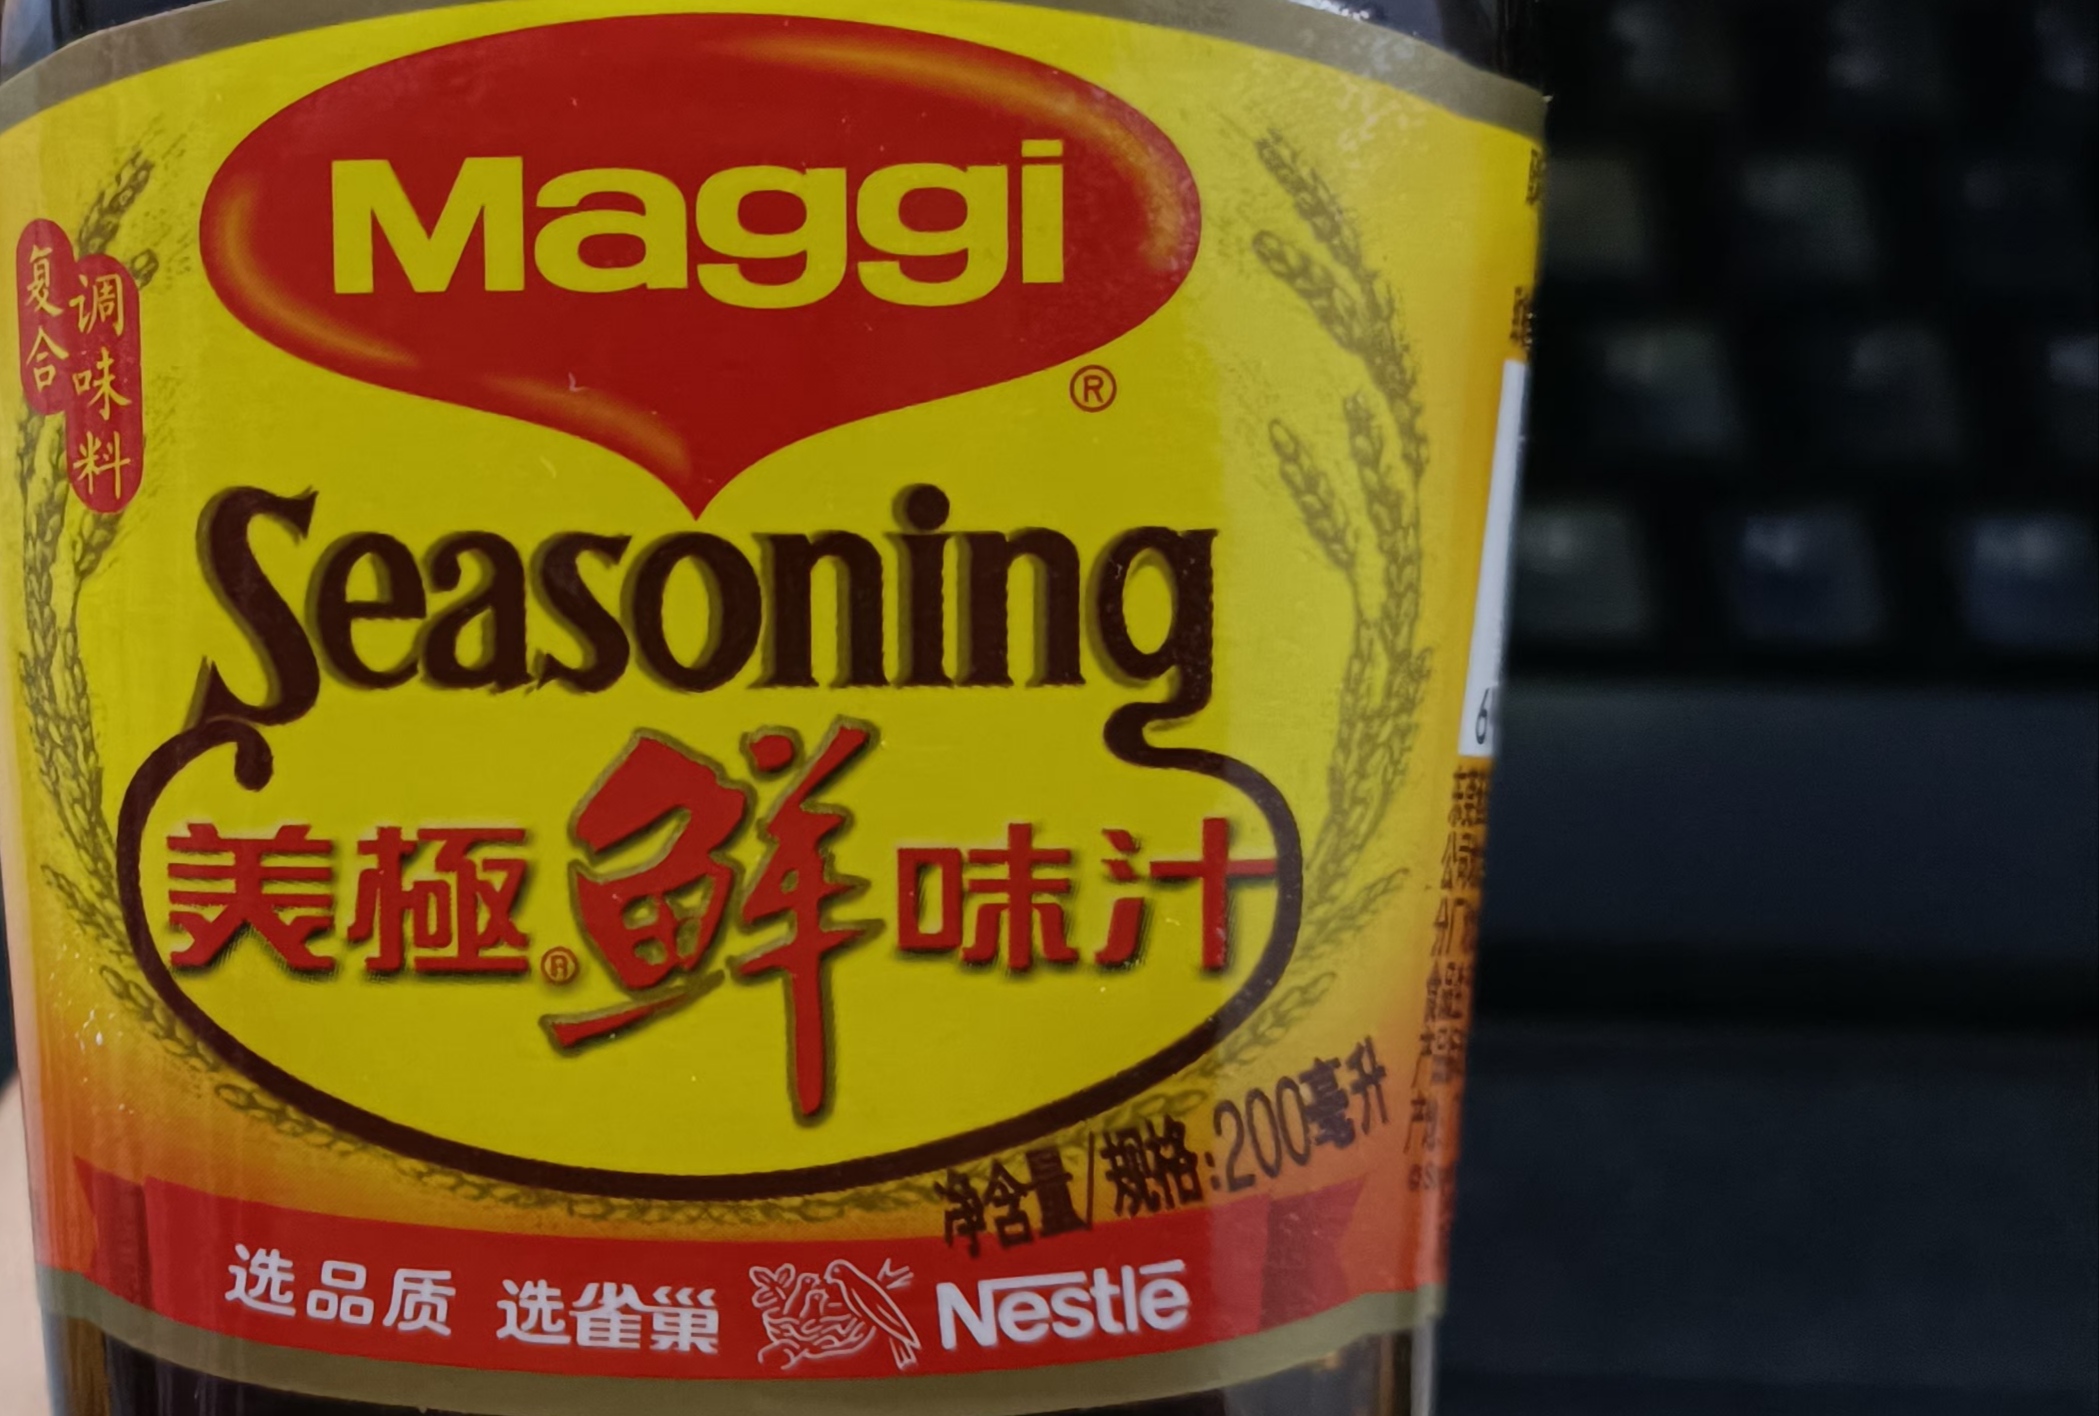 Maggi
®
复合
调味料
Seasoning
美極®鮮味汁
净含量/规格:200毫升
选品质 选雀巢 Nestlé